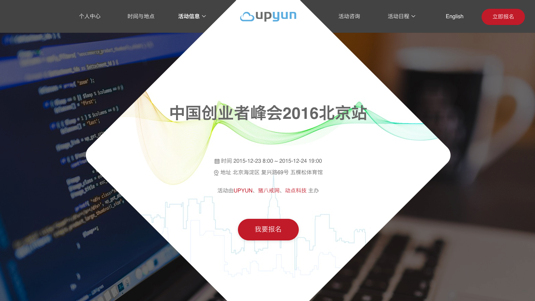 个人中心
时间与地点
活动信息
upyun
活动咨询
活动日程
English
立即报名
中国创业者峰会2016北京站
时间 2015-12-23 8:00 ~ 2015-12-24 19:00
地址 北京海淀区 复兴路69号 五棵松体育馆
活动由UPYUN、猪八戒网、动点科技 主办
我要报名